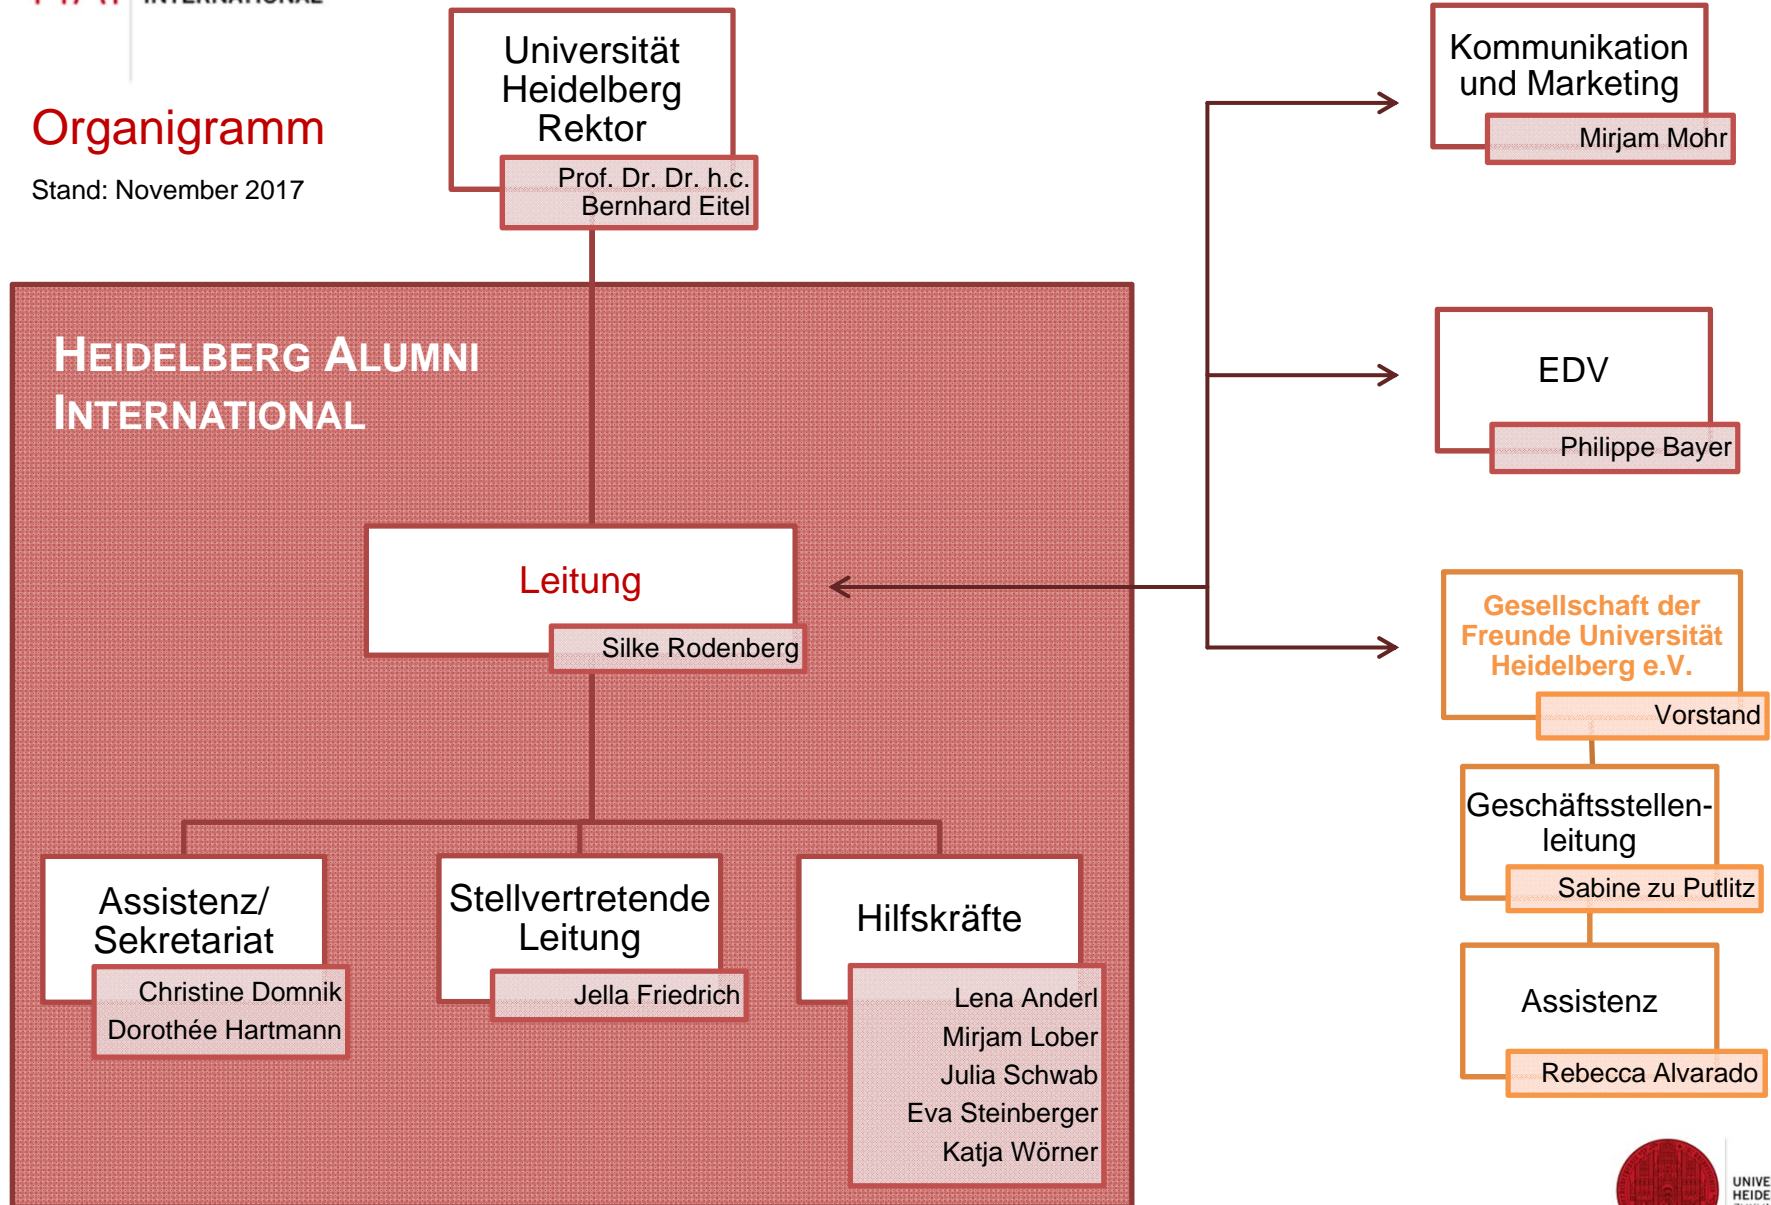 INTERNATIONAL
Organigramm
Stand: November 2017
Universität
Heidelberg
Rektor
Prof. Dr. Dr. h.c.
Bernhard Eitel
Kommunikation
und Marketing
Mirjam Mohr
EDV
Philippe Bayer
HEIDELBERG ALUMNI
INTERNATIONAL
Leitung
Silke Rodenberg
Gesellschaft der
Freunde Universität
Heidelberg e.V.
Vorstand
Geschäftsstellen-
leitung
Sabine zu Putlitz
Assistenz
Rebecca Alvarado
Assistenz/
Sekretariat
Christine Domnik
Dorothée Hartmann
Stellvertretende
Leitung
Jella Friedrich
Hilfskräfte
Lena Anderl
Mirjam Lober
Julia Schwab
Eva Steinberger
Katja Wörner
UNIVE
HEIDE